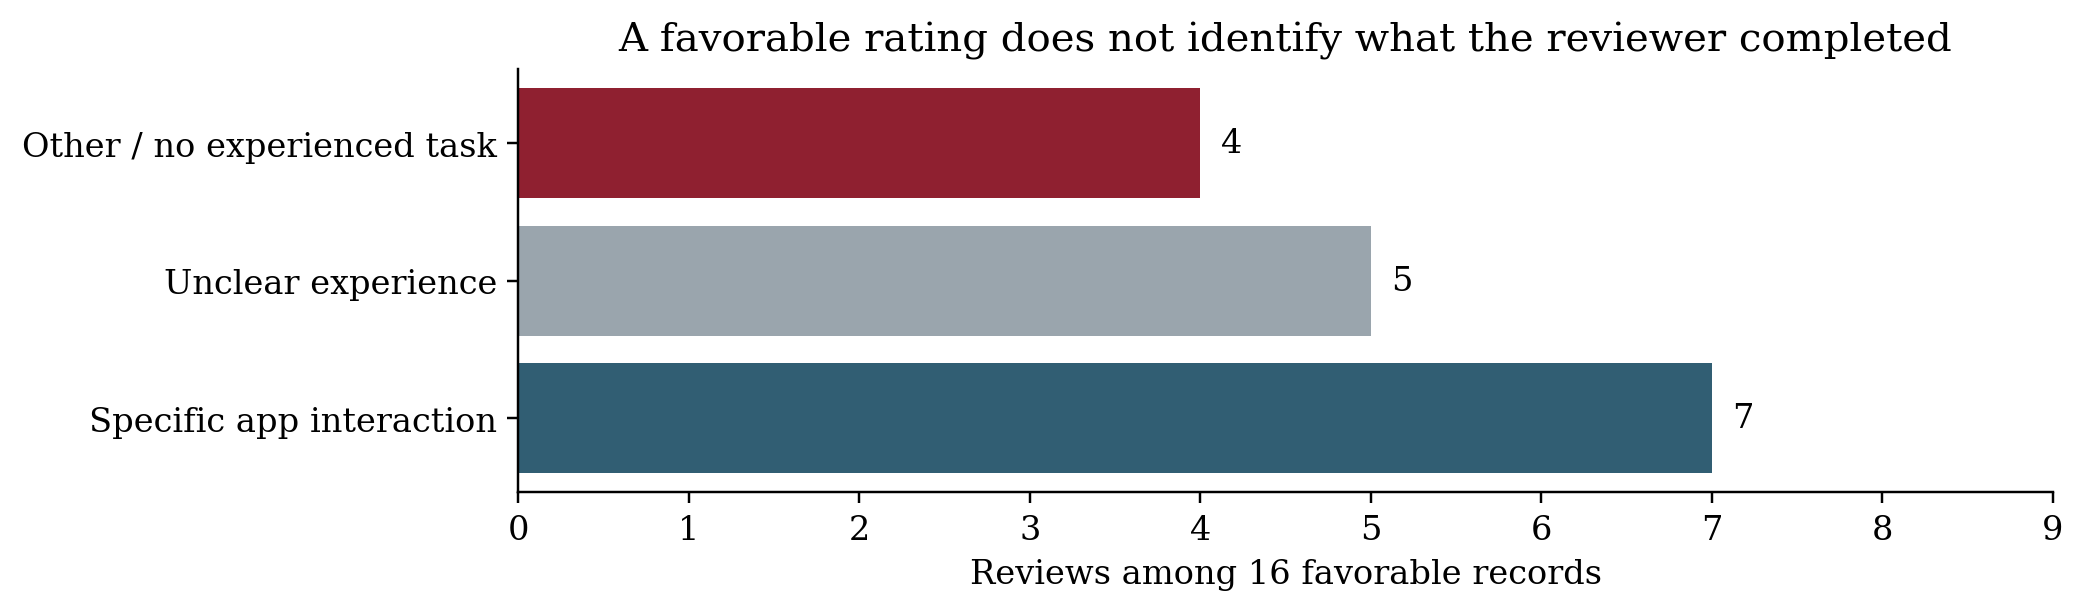 A favorable rating does not identify what the reviewer completed
Other / no experienced task
4
Unclear experience
5
Specific app interaction
7
0 1 2 3 4 5 6 7 8 9
Reviews among 16 favorable records